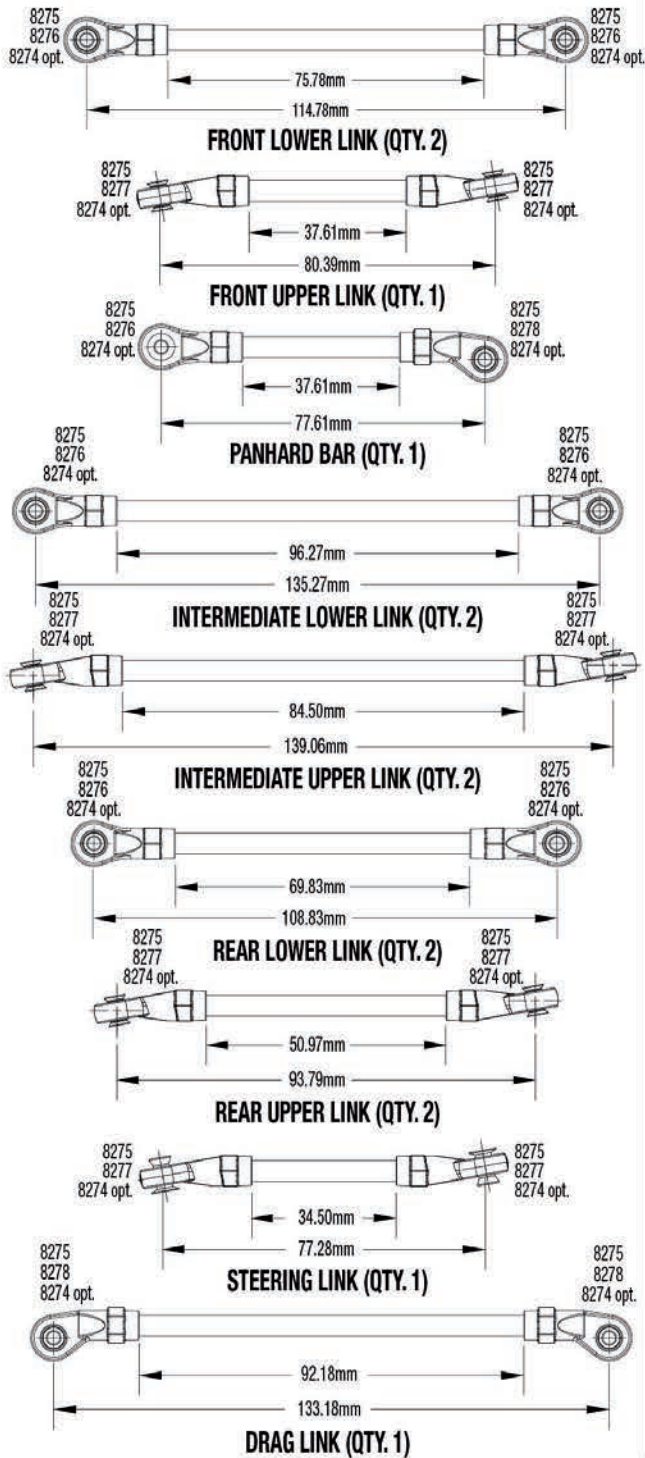 8275
8276
8274 opt.
8275
8276
8274 opt.
75.78mm
114.78mm
FRONT LOWER LINK (QTY. 2)
8275
8277
8274 opt.
8275
8277
8274 opt.
37.61mm
80.39mm
FRONT UPPER LINK (QTY. 1)
8275
8276
8274 opt.
8275
8278
8274 opt.
37.61mm
77.61mm
PANHARD BAR (QTY. 1)
8275
8276
8274 opt.
8275
8276
8274 opt.
96.27mm
135.27mm
INTERMEDIATE LOWER LINK (QTY. 2)
8275
8277
8274 opt.
8275
8277
8274 opt.
84.50mm
139.06mm
INTERMEDIATE UPPER LINK (QTY. 2)
8275
8276
8274 opt.
8275
8276
8274 opt.
69.83mm
108.83mm
REAR LOWER LINK (QTY. 2)
8275
8277
8274 opt.
8275
8277
8274 opt.
50.97mm
93.79mm
REAR UPPER LINK (QTY. 2)
8275
8277
8274 opt.
8275
8277
8274 opt.
34.50mm
77.28mm
STEERING LINK (QTY. 1)
8275
8278
8274 opt.
8275
8278
8274 opt.
92.18mm
133.18mm
DRAG LINK (QTY. 1)